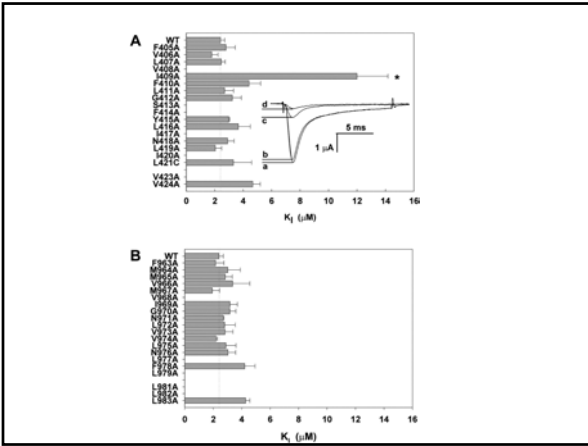 A
WT
F405A
V406A
L407A
V408A
I409A
F410A
L411A
G412A
S413A
F414A
Y415A
L416A
I417A
N418A
L419A
I420A
L421C
V423A
V424A
*
d
c
b
a
5 ms
1 μA
0 2 4 6 8 10 12 14 16
KI (μM)
B
WT
F963A
M964A
M965A
V966A
M967A
V968A
I969A
G970A
N971A
L972A
V973A
V974A
L975A
N976A
L977A
F978A
L979A
L981A
L982A
L983A
0 2 4 6 8 10 12 14 16
KI (μM)